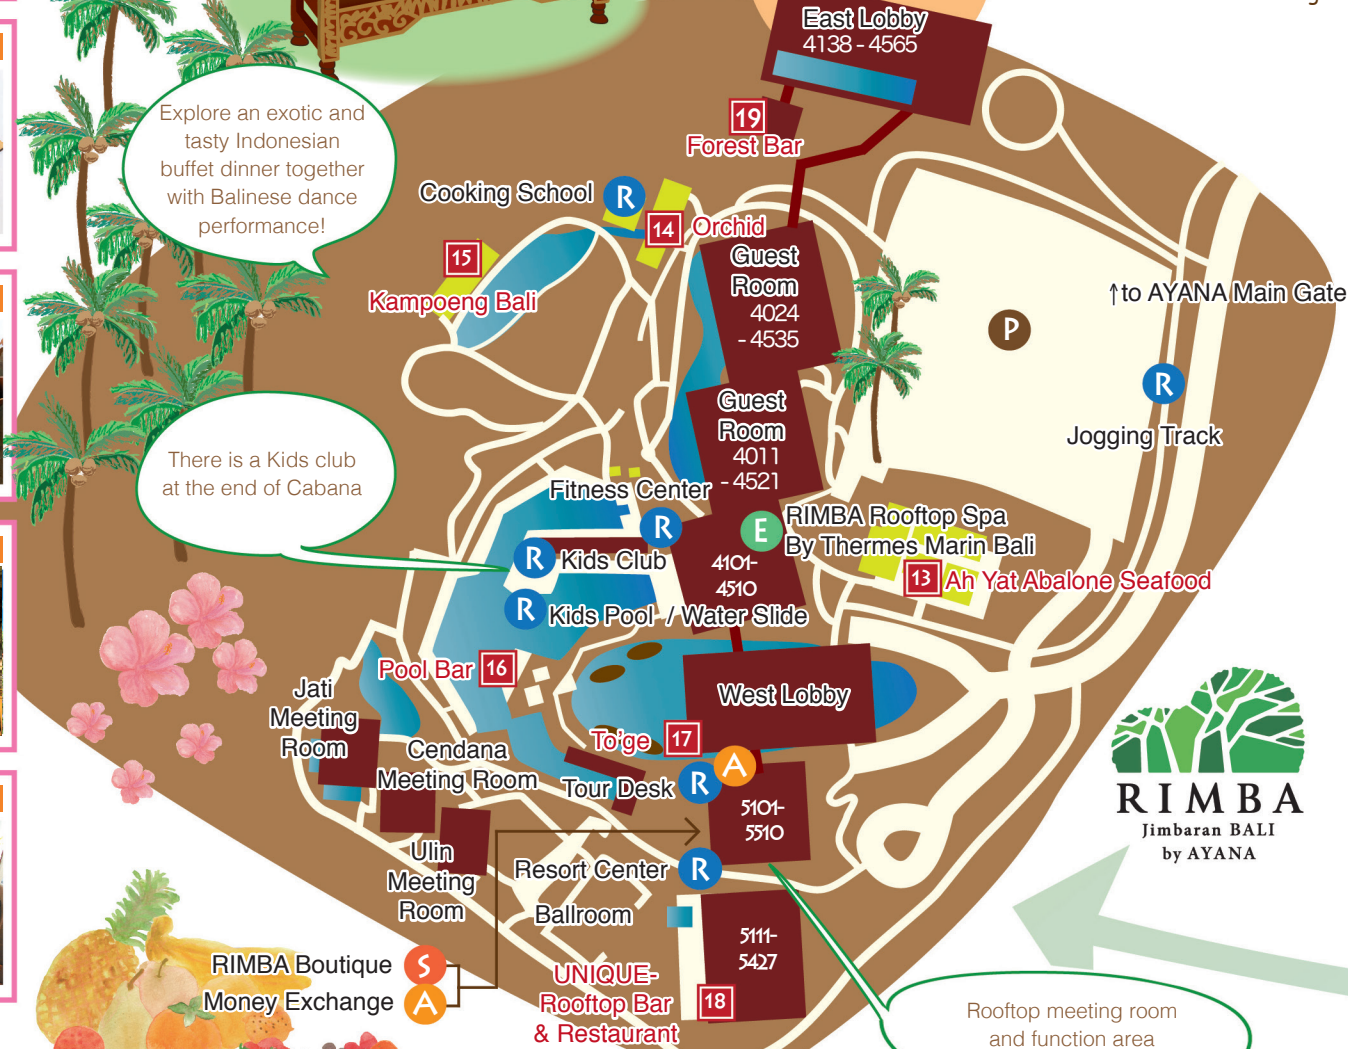 East Lobby
4138 - 4565
19
Forest Bar
Explore an exotic and
tasty Indonesian
buffet dinner together
with Balinese dance
performance!
Cooking School
R
14
Orchid
15
Kampoeng Bali
Guest
Room
4024
- 4535
↑to AYANA Main Gate
P
R
Jogging Track
Guest
Room
4011
- 4521
There is a Kids club
at the end of Cabana
Fitness Center
R
E
RIMBA Rooftop Spa
By Thermes Marin Bali
R
Kids Club
4101-
4510
13
Ah Yat Abalone Seafood
R
Kids Pool / Water Slide
Pool Bar
16
West Lobby
Jati
Meeting
Room
To'ge
17
Cendana
Meeting Room
Tour Desk
R
A
5101-
5510
RIMBA
Jimbaran BALI
by AYANA
Ulin
Meeting
Room
Resort Center
R
Ballroom
5111-
5427
RIMBA Boutique
S
Money Exchange
A
UNIQUE-
Rooftop Bar
& Restaurant
18
Rooftop meeting room
and function area